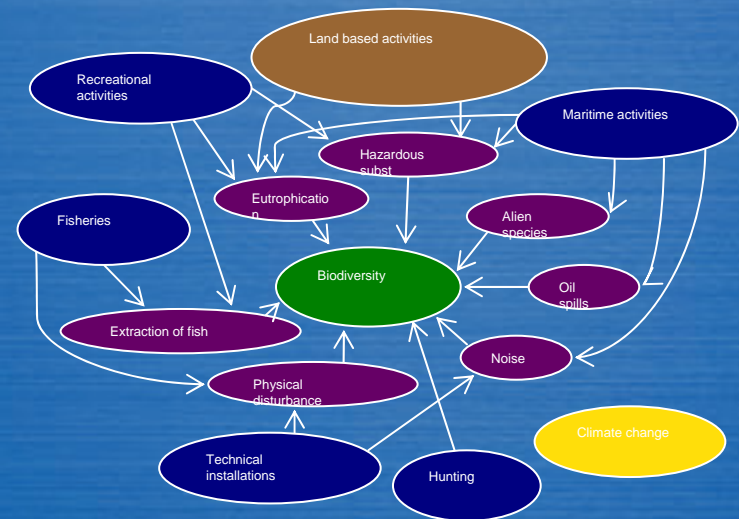 Land based activities
Recreational
activities
Maritime activities
Hazardous
subst
Eutrophicatio
n
Alien
species
Fisheries
Biodiversity
Oil
spills
Extraction of fish
Noise
Physical
disturbance
Climate change
Technical
installations
Hunting